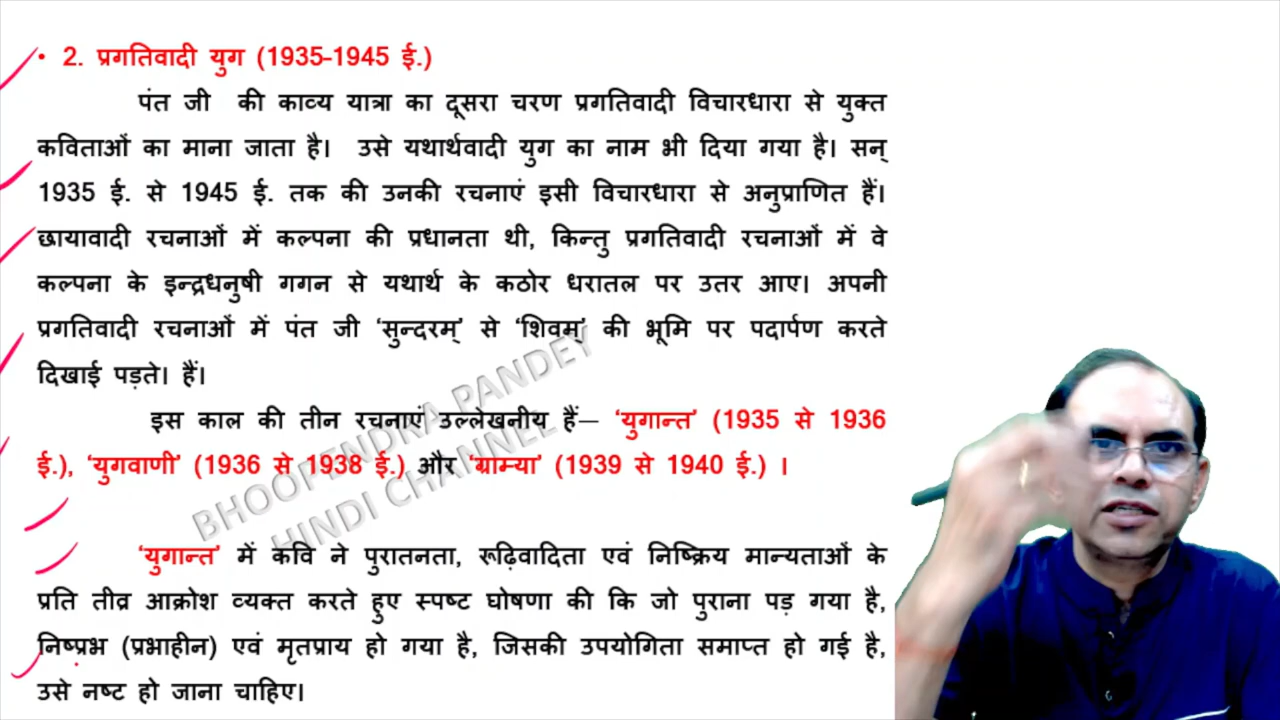 • 2. प्रगतिवादी युग (1935-1945 ई.)
पंत जी की काव्य यात्रा का दूसरा चरण प्रगतिवादी विचारधारा से युक्त
कविताओं का माना जाता है। उसे यथार्थवादी युग का नाम भी दिया गया है। सन्
1935 ई. से 1945 ई. तक की उनकी रचनाएं इसी विचारधारा से अनुप्राणित हैं।
छायावादी रचनाओं में कल्पना की प्रधानता थी, किन्तु प्रगतिवादी रचनाओं में वे
कल्पना के इन्द्रधनुषी गगन से यथार्थ के कठोर धरातल पर उतर आए। अपनी
प्रगतिवादी रचनाओं में पंत जी ‘सुन्दरम्’ से ‘शिवम्’ की भूमि पर पदार्पण करते
दिखाई पड़ते। हैं।
इस काल की तीन रचनाएं उल्लेखनीय हैं— ‘युगान्त’ (1935 से 1936
ई.), ‘युगवाणी’ (1936 से 1938 ई.) और ‘ग्राम्या’ (1939 से 1940 ई.) ।
BHOOPENDRA PANDEY
HINDI CHANNEL
‘युगान्त’ में कवि ने पुरातनता, रूढ़िवादिता एवं निष्क्रिय मान्यताओं के
प्रति तीव्र आक्रोश व्यक्त करते हुए स्पष्ट घोषणा की कि जो पुराना पड़ गया है,
निष्प्रभ (प्रभाहीन) एवं मृतप्राय हो गया है, जिसकी उपयोगिता समाप्त हो गई है,
उसे नष्ट हो जाना चाहिए।